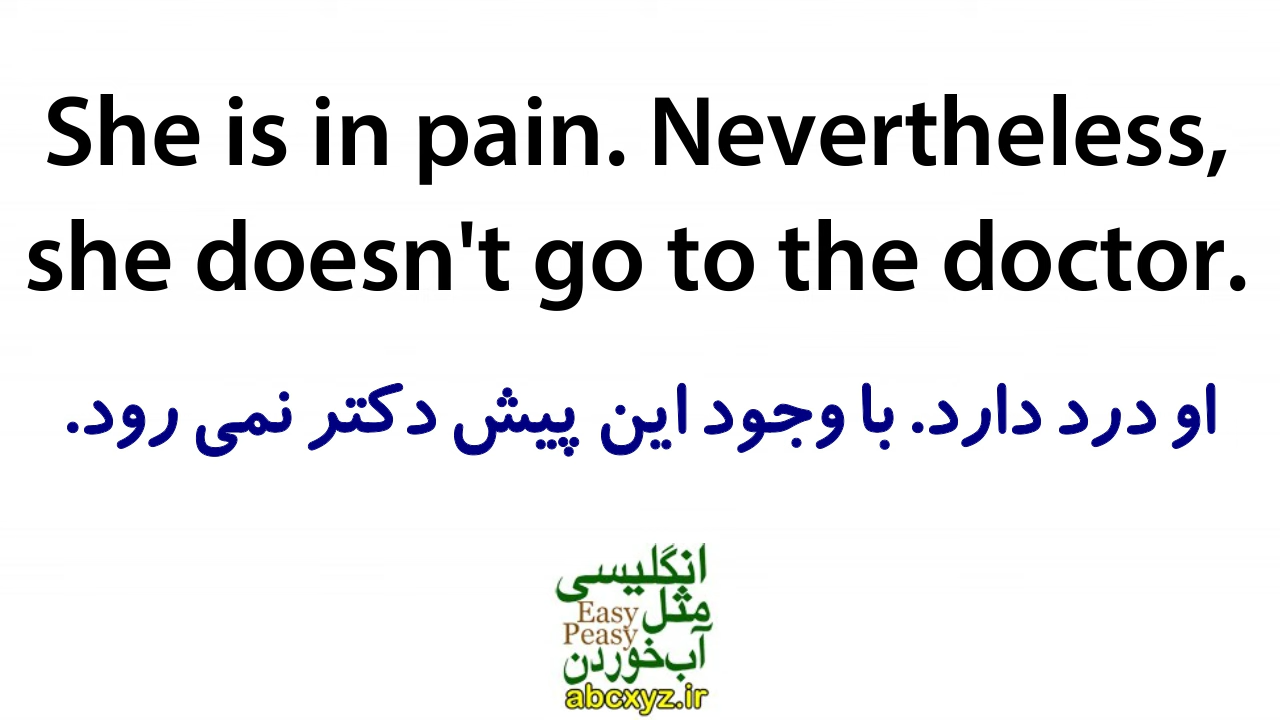 She is in pain. Nevertheless,
she doesn't go to the doctor.
او درد دارد. با وجود این پیش دکتر نمی رود.
انگلیسی
مثل
Easy
Peasy
آب‌خوردن
abcxyz.ir